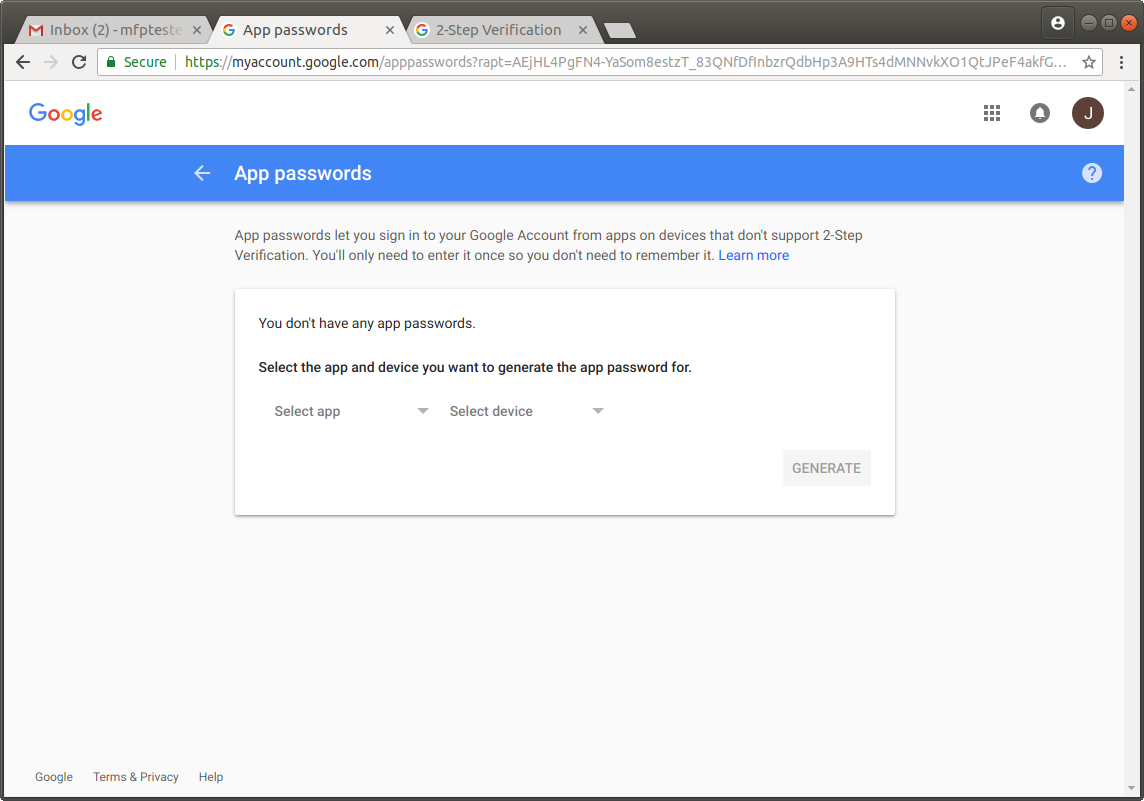 Inbox (2) - mfpteste
App passwords
2-Step Verification
Secure
https://myaccount.google.com/apppasswords?rapt=AEjHL4PgFN4-YaSom8estzT_83QNfDfInbzrQdbHp3A9HTs4dMNNvkXO1QtJPeF4akfG...
Google
J
App passwords
?
App passwords let you sign in to your Google Account from apps on devices that don't support 2-Step
Verification. You'll only need to enter it once so you don't need to remember it. Learn more
You don't have any app passwords.
Select the app and device you want to generate the app password for.
Select app
Select device
GENERATE
Google
Terms & Privacy
Help